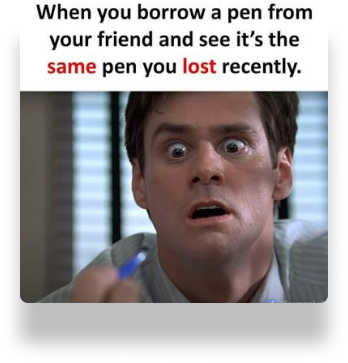 When you borrow a pen from
your friend and see it's the
same pen you lost recently.